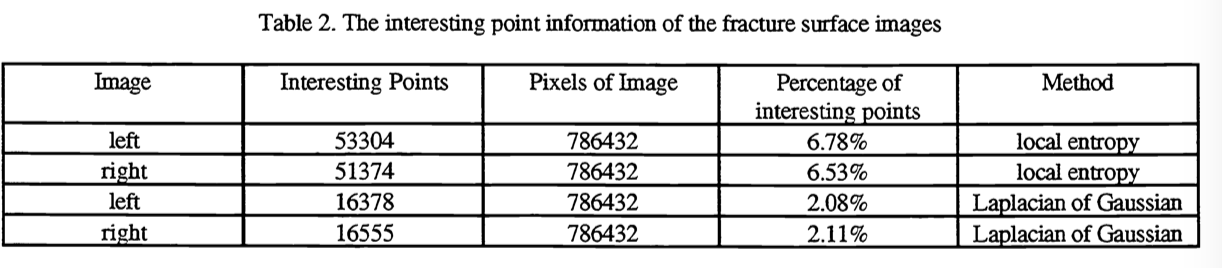 Table 2. The interesting point information of the fracture surface images
Image Interesting Points Pixels of Image Percentage of interesting points Method
left 53304 786432 6.78% local entropy
right 51374 786432 6.53% local entropy
left 16378 786432 2.08% Laplacian of Gaussian
right 16555 786432 2.11% Laplacian of Gaussian